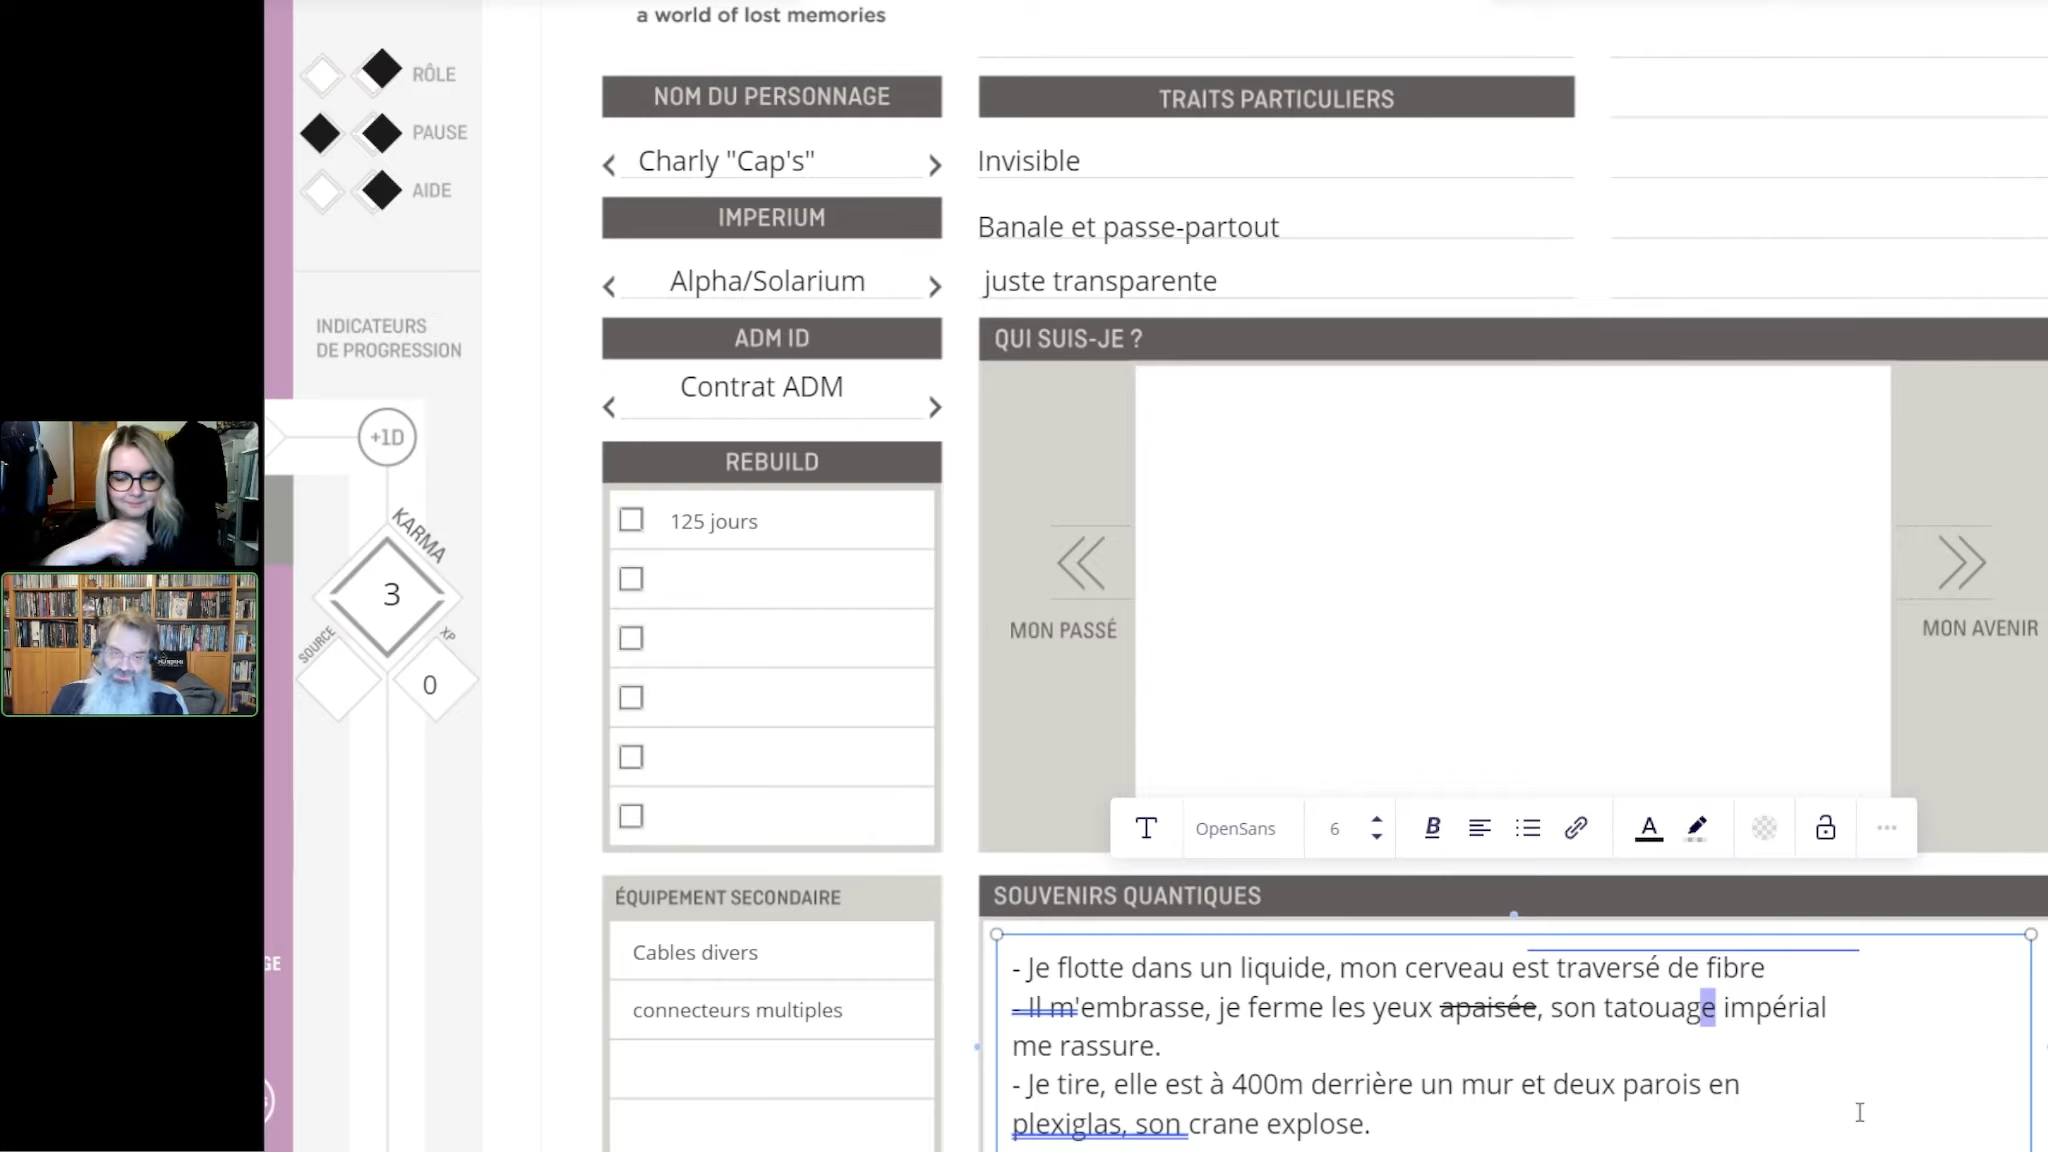 a world of lost memories
RÔLE
PAUSE
AIDE
INDICATEURS
DE PROGRESSION
+1D
KARMA
3
SOURCE
XP
0
GE
NOM DU PERSONNAGE
Charly "Cap's"
IMPERIUM
Alpha/Solarium
ADM ID
Contrat ADM
REBUILD
125 jours
ÉQUIPEMENT SECONDAIRE
Cables divers
connecteurs multiples
TRAITS PARTICULIERS
Invisible
Banale et passe-partout
juste transparente
QUI SUIS-JE ?
MON PASSÉ
MON AVENIR
OpenSans
6
B
A
SOUVENIRS QUANTIQUES
- Je flotte dans un liquide, mon cerveau est traversé de fibre
- Il m'embrasse, je ferme les yeux apaisée, son tatouage impérial
me rassure.
- Je tire, elle est à 400m derrière un mur et deux parois en
plexiglas, son crane explose.